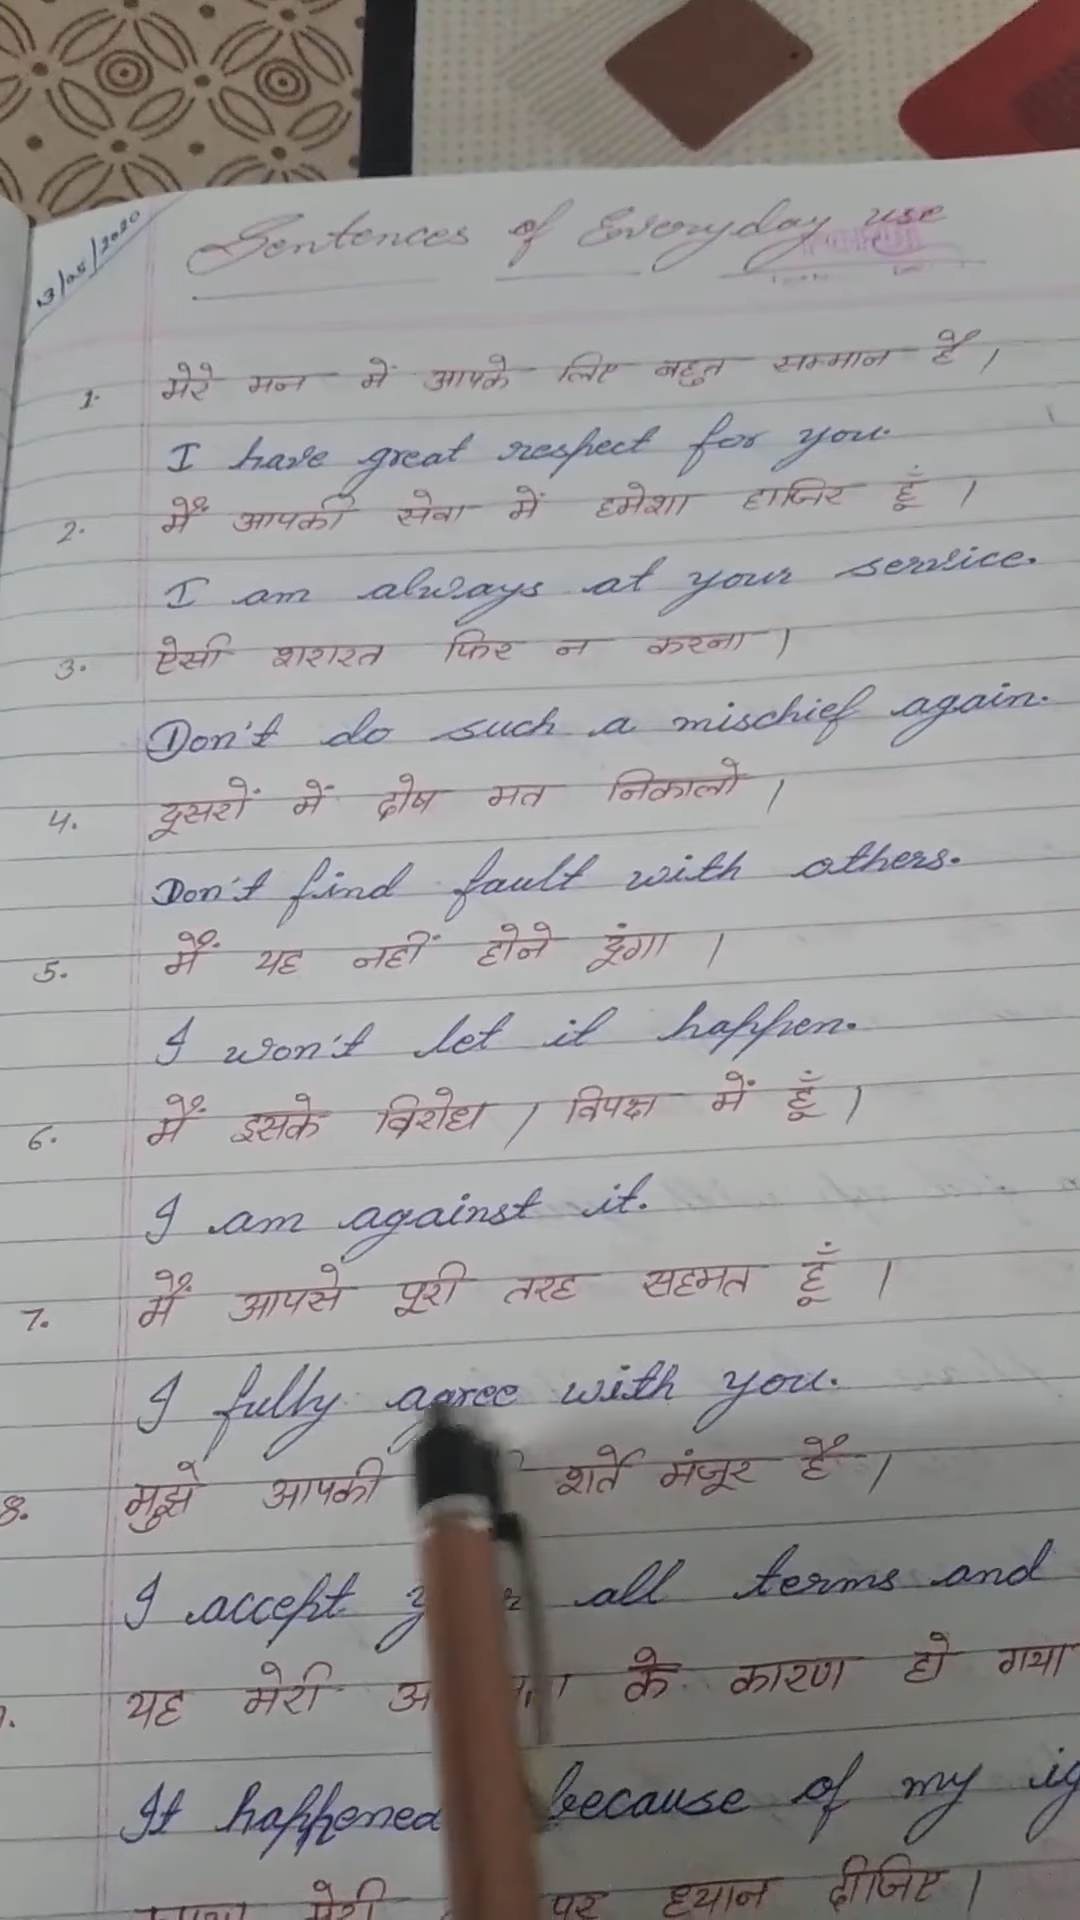 13/05/2020
Sentences of Everyday use
1. मेरे मन में आपके लिए बहुत सम्मान है।
I have great respect for you.
2. मैं आपकी सेवा में हमेशा हाजिर हूँ।
I am always at your service.
3. ऐसी शरारत फिर न करना।
Don't do such a mischief again.
4. दूसरों में दोष मत निकालो।
Don't find fault with others.
5. मैं यह नहीं होने दूंगा।
I won't let it happen.
6. मैं इसके विरोध / विपक्ष में हूँ।
I am against it.
7. मैं आपसे पूरी तरह सहमत हूँ।
I fully agree with you.
8. मुझे आपकी शर्ते मंजूर है।
I accept all terms and
यह मेरी के कारण हो गया
It happened because of my
मेरी पर ध्यान दीजिए।